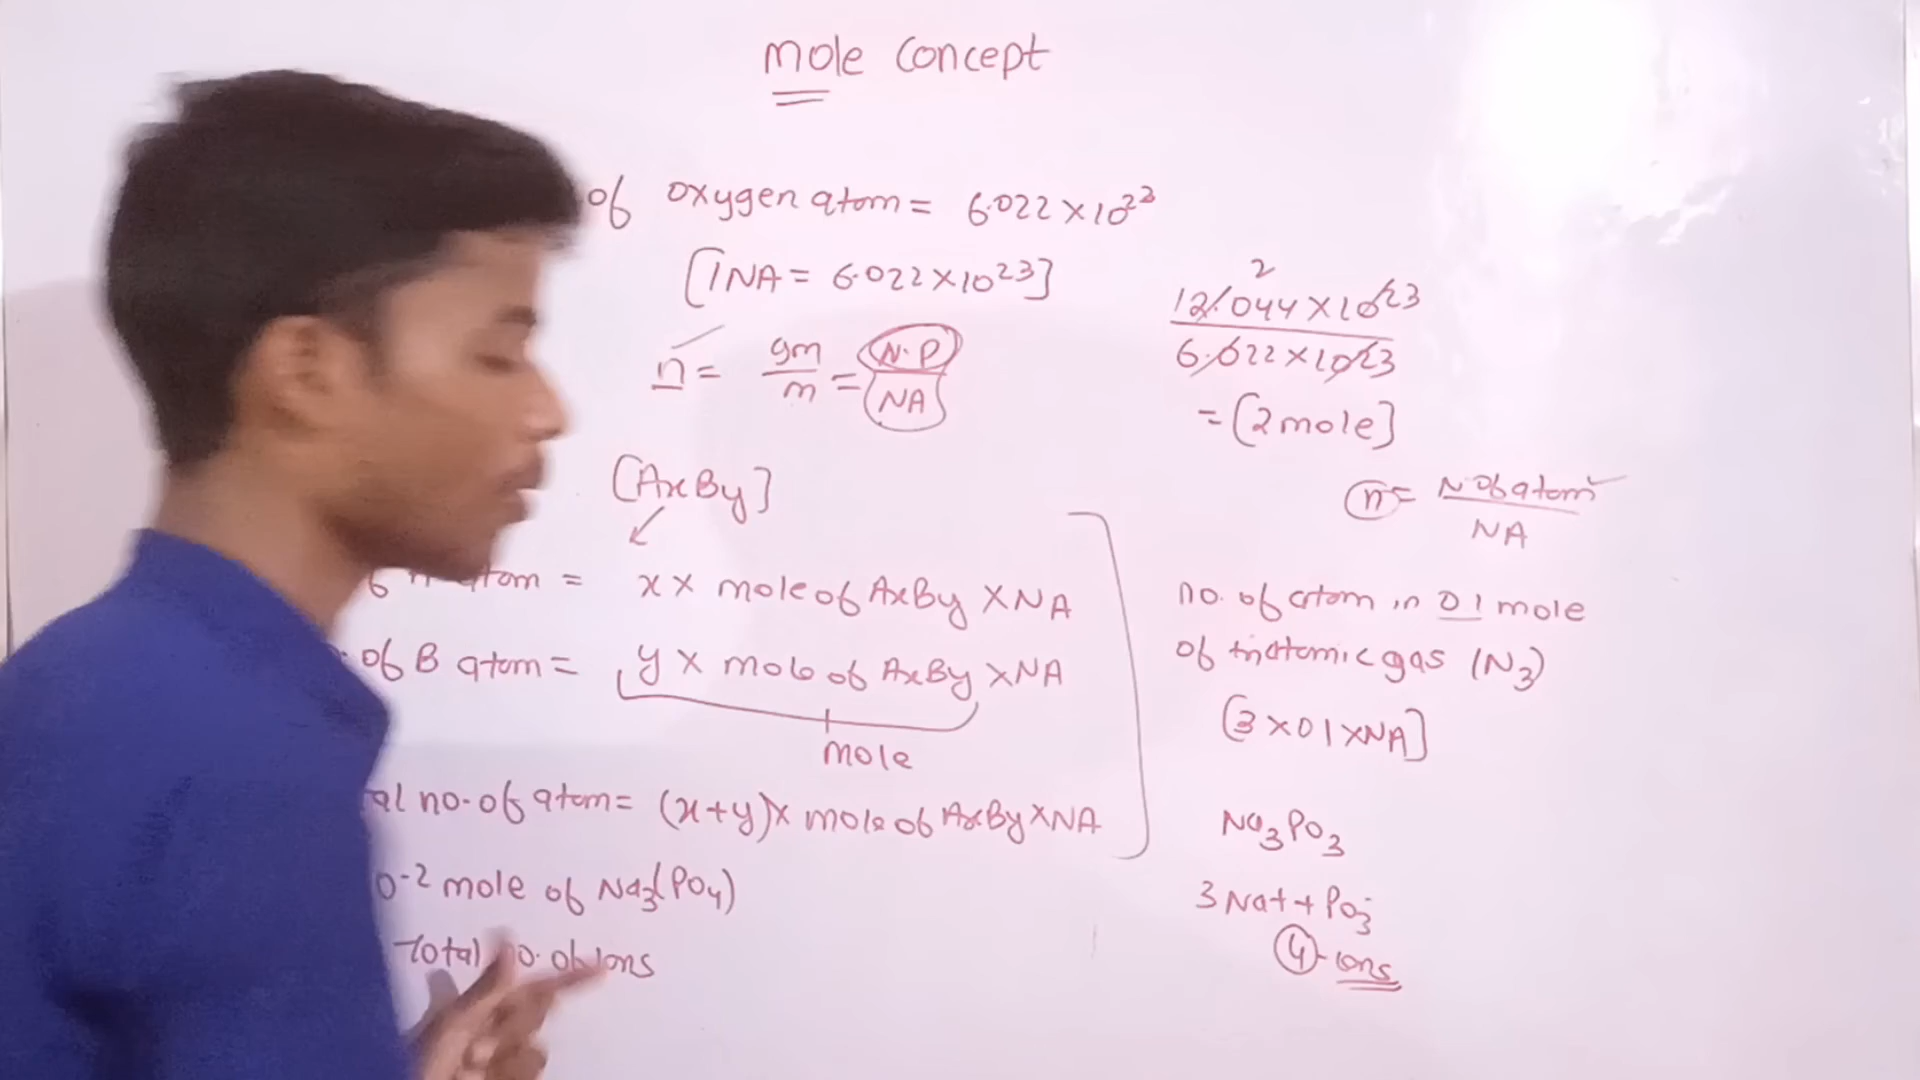 mole concept
of oxygen atom = 6.022 × 10²³
[1NA = 6.022×10²³]
n = gm/m = N.P/NA
[AxBy]
atom = x × mole of AxBy × NA
of B atom = y × mole of AxBy × NA
mole
al no. of atom = (x+y) × mole of AxBy × NA
0⁻² mole of Na₃(PO₄)
Total no. of Ions
2
12.044 × 10²³
6.022 × 10²³
= [2 mole]
n = N of atom/NA
no. of atom in 0.1 mole
of triatomic gas (N₃)
[3 × 0.1 × NA]
Na₃PO₃
3Na+ + PO₃⁻
4 - ions